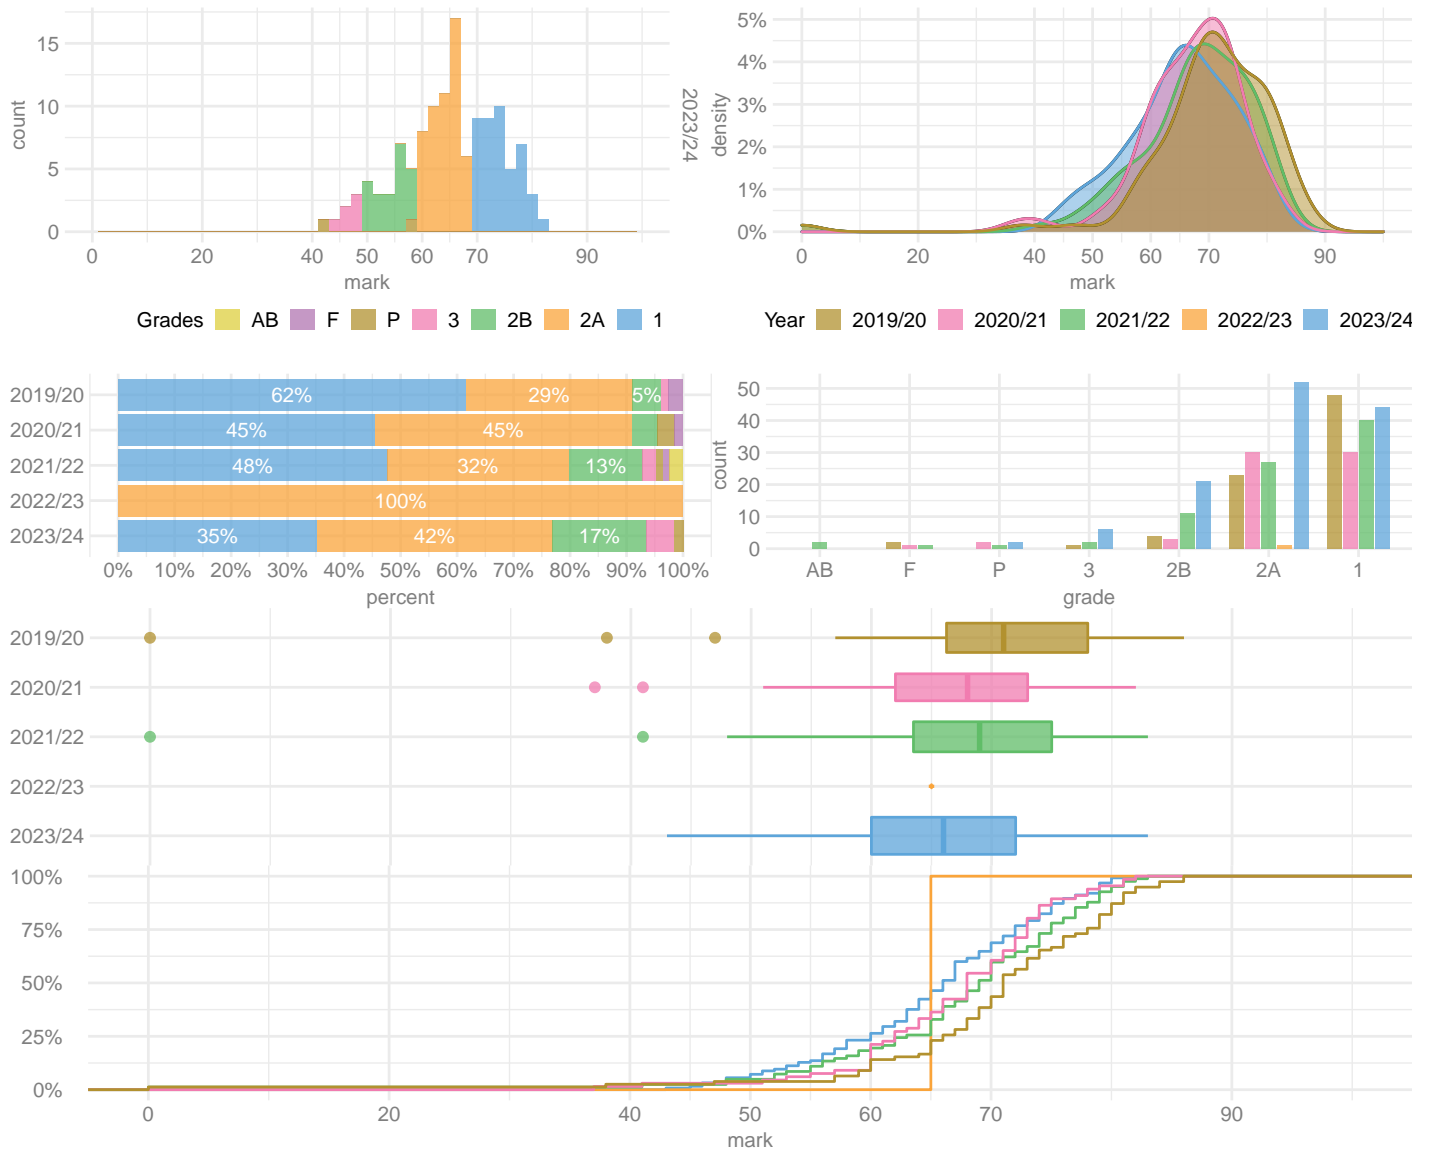 15
10
5
0
count
0 20 40 50 60 70 90
mark
2023/24
5%
4%
3%
2%
1%
0%
density
0 20 40 50 60 70 90
mark
Grades AB F P 3 2B 2A 1
Year 2019/20 2020/21 2021/22 2022/23 2023/24
2019/20 62% 29% 5%
2020/21 45% 45%
2021/22 48% 32% 13%
2022/23 100%
2023/24 35% 42% 17%
0% 10% 20% 30% 40% 50% 60% 70% 80% 90% 100%
percent
50
40
30
20
10
0
count
AB F P 3 2B 2A 1
grade
2019/20
2020/21
2021/22
2022/23
2023/24
100%
75%
50%
25%
0%
0 20 40 50 60 70 90
mark